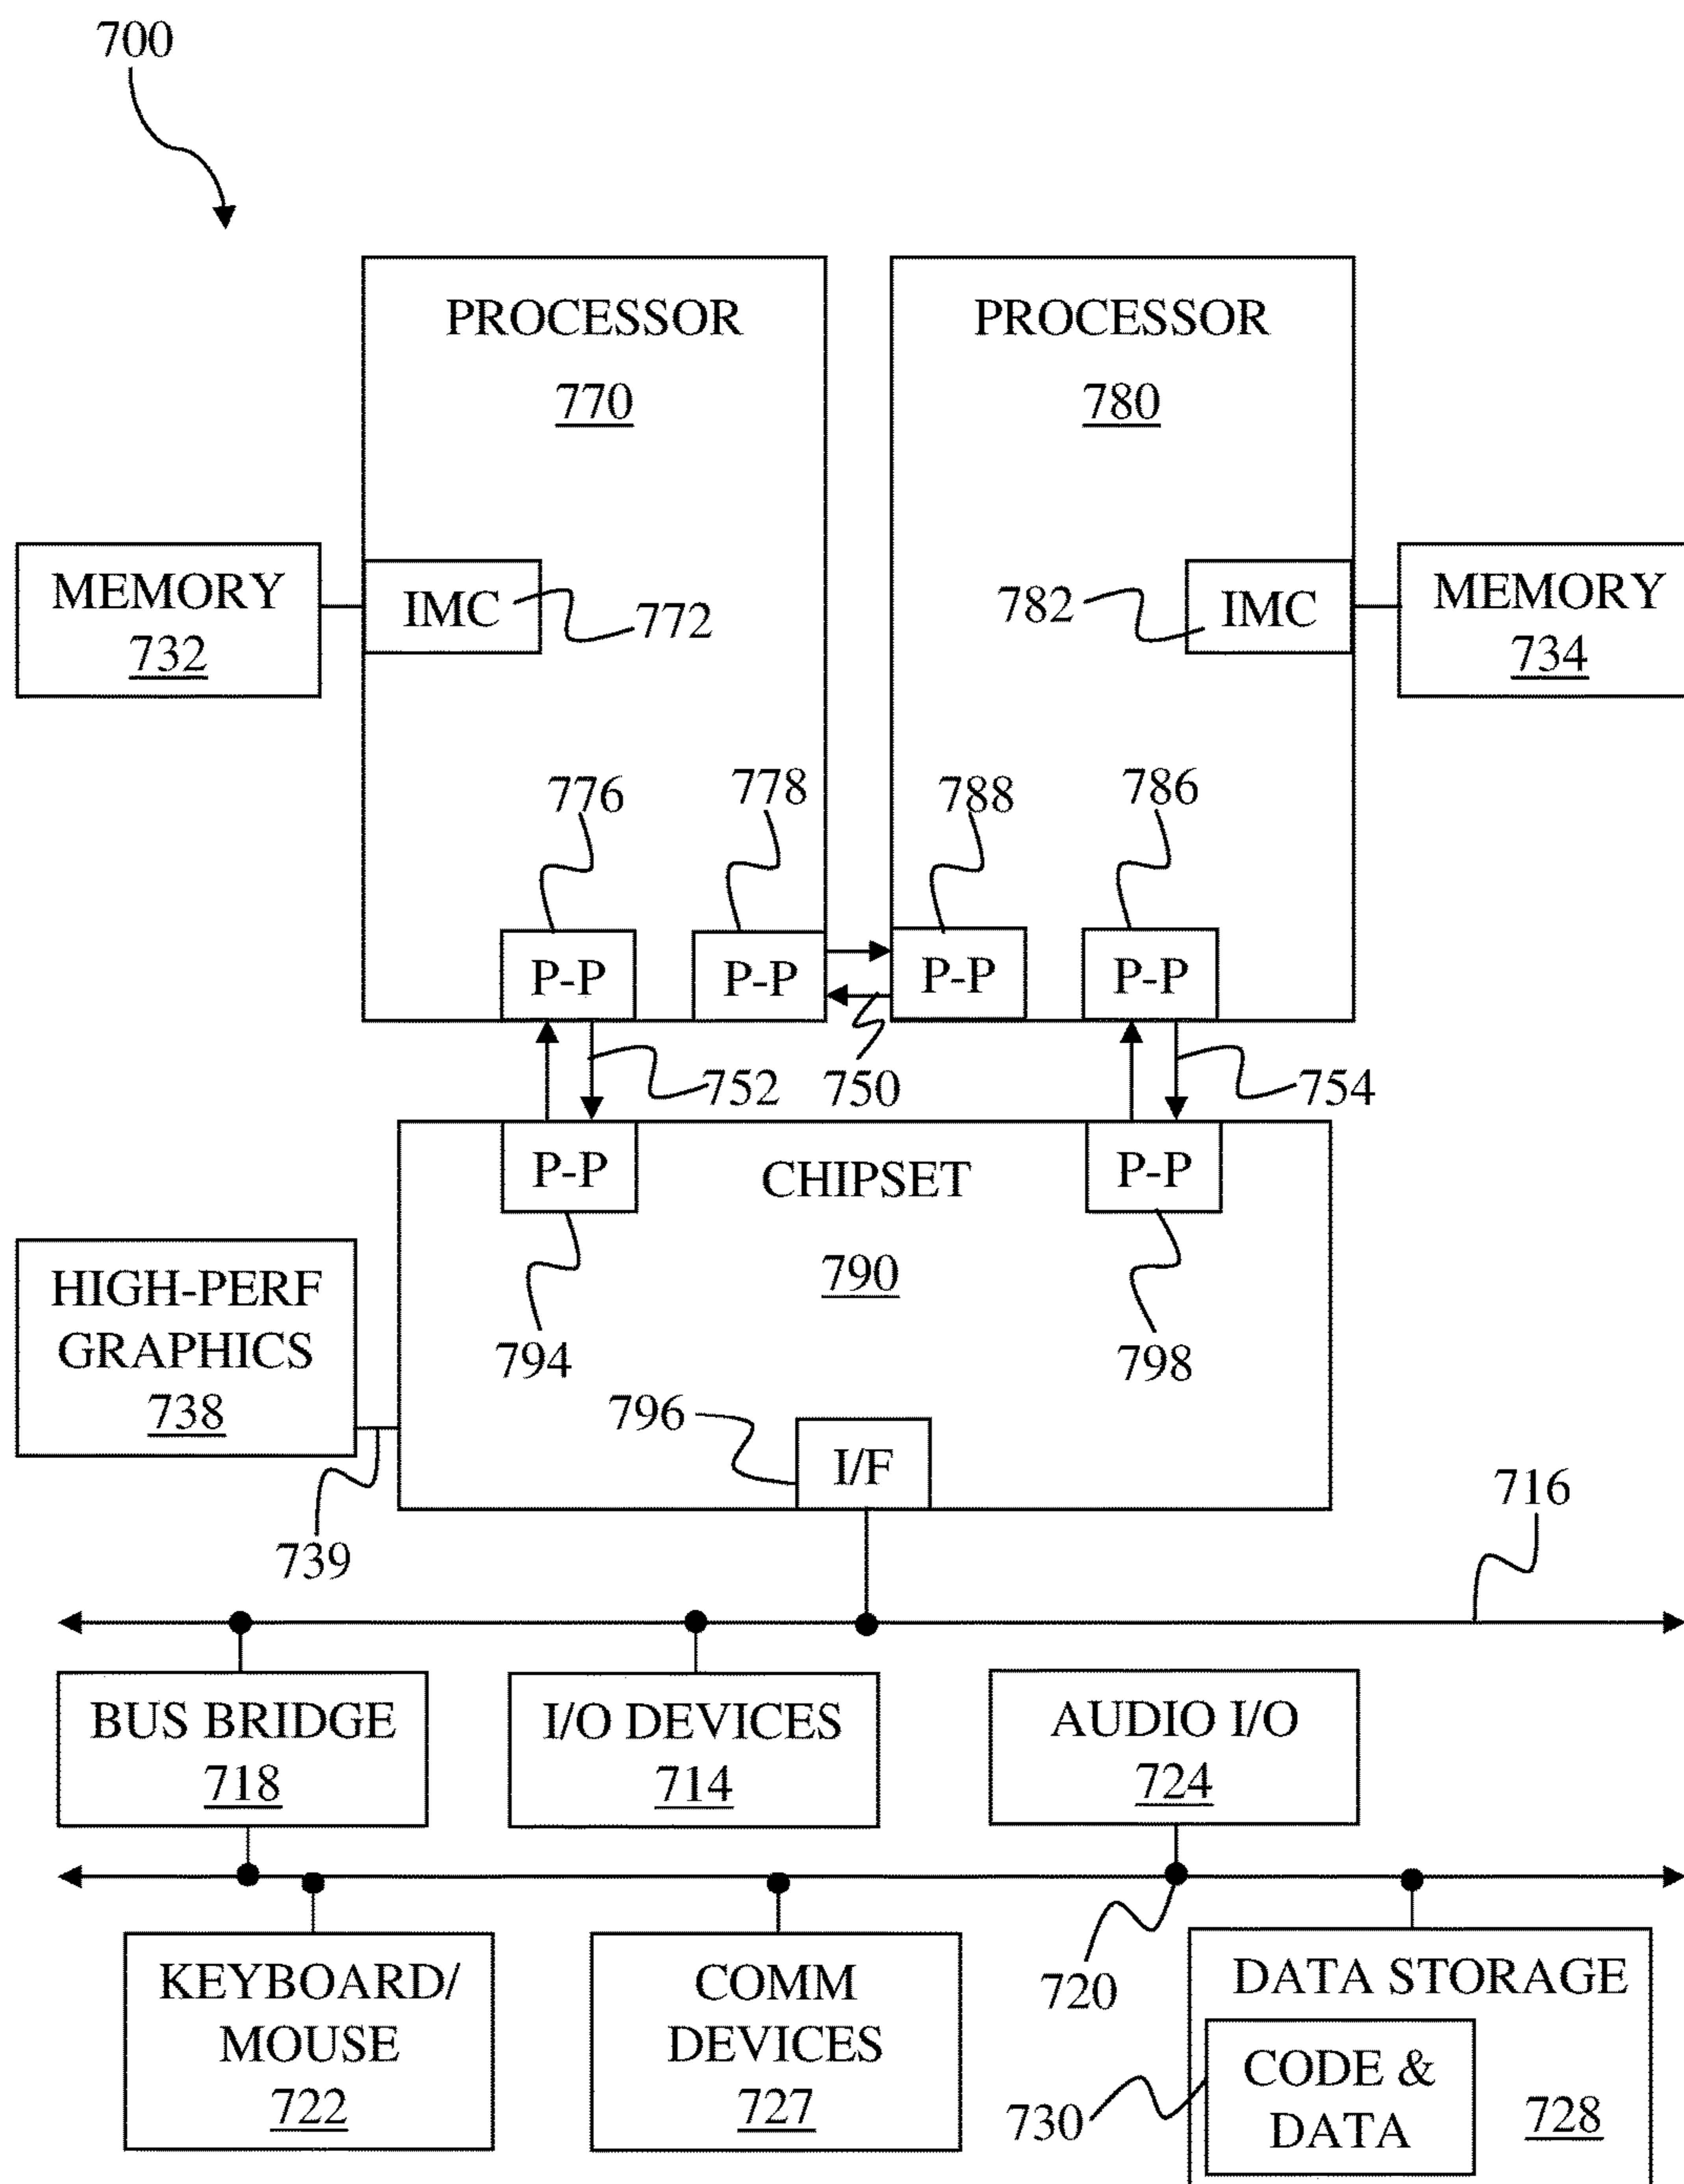 700
PROCESSOR
770
PROCESSOR
780
MEMORY
732
IMC
772
782
IMC
MEMORY
734
776
778
788
786
P-P
P-P
P-P
P-P
752
750
754
P-P
CHIPSET
P-P
790
HIGH-PERF
GRAPHICS
738
794
798
796
I/F
739
716
BUS BRIDGE
718
I/O DEVICES
714
AUDIO I/O
724
720
KEYBOARD/
MOUSE
722
COMM
DEVICES
727
DATA STORAGE
CODE &
DATA
730
728